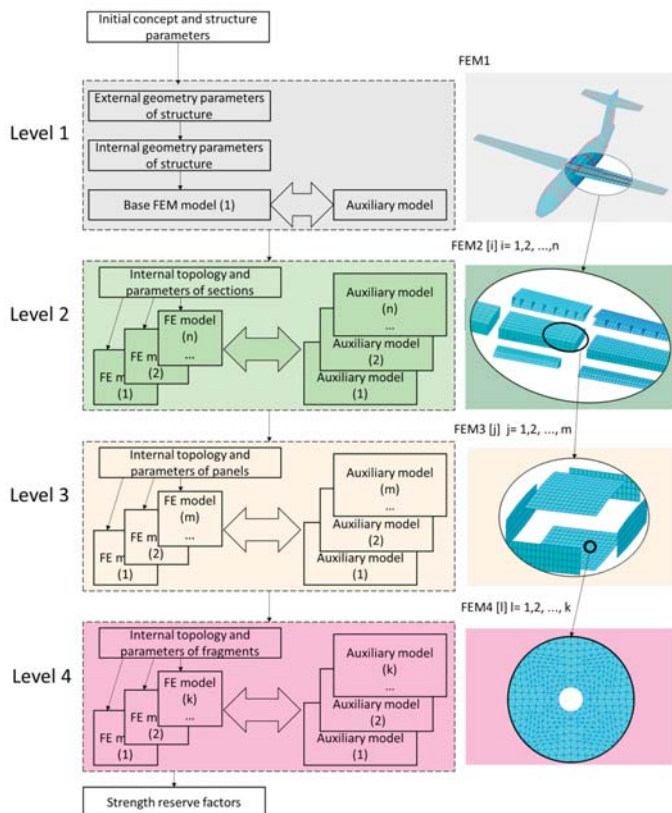 Initial concept and structure
parameters
FEM1
Level 1
External geometry parameters
of structure
Internal geometry parameters
of structure
Base FEM model (1)
Auxiliary model
FEM2 [i] i= 1,2, ...,n
Level 2
Internal topology and
parameters of sections
FE model
(n)
...
FE m
(2)
FE m
(1)
Auxiliary model
(n)
...
Auxiliary model
(2)
Auxiliary model
(1)
FEM3 [j] j= 1,2, ..., m
Level 3
Internal topology and
parameters of panels
FE model
(m)
...
FE m
(2)
FE m
(1)
Auxiliary model
(m)
...
Auxiliary model
(2)
Auxiliary model
(1)
FEM4 [l] l= 1,2, ..., k
Level 4
Internal topology and
parameters of fragments
FE model
(k)
...
FE m
(2)
FE m
(1)
Auxiliary model
(k)
...
Auxiliary model
(2)
Auxiliary model
(1)
Strength reserve factors